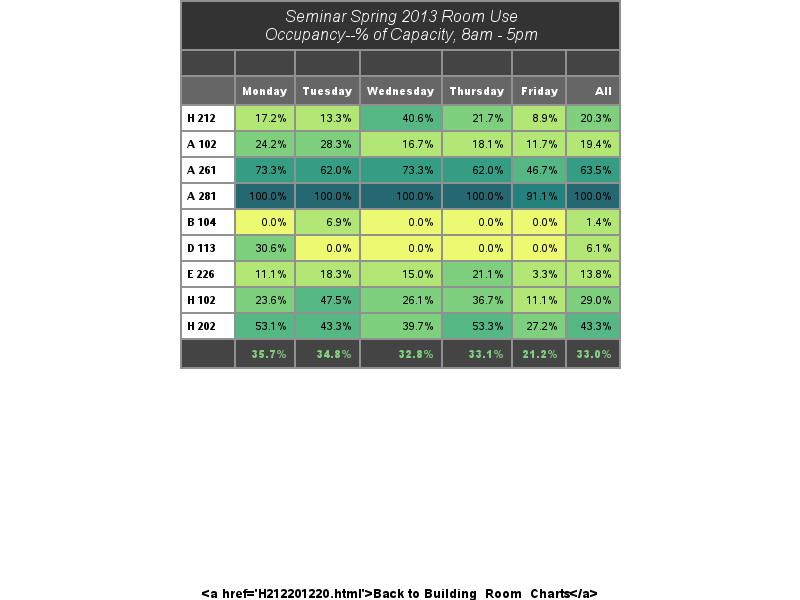 Seminar Spring 2013 Room Use
Occupancy--% of Capacity, 8am - 5pm
Monday Tuesday Wednesday Thursday Friday All
H 212 17.2% 13.3% 40.6% 21.7% 8.9% 20.3%
A 102 24.2% 28.3% 16.7% 18.1% 11.7% 19.4%
A 261 73.3% 62.0% 73.3% 62.0% 46.7% 63.5%
A 281 100.0% 100.0% 100.0% 100.0% 91.1% 100.0%
B 104 0.0% 6.9% 0.0% 0.0% 0.0% 1.4%
D 113 30.6% 0.0% 0.0% 0.0% 0.0% 6.1%
E 226 11.1% 18.3% 15.0% 21.1% 3.3% 13.8%
H 102 23.6% 47.5% 26.1% 36.7% 11.1% 29.0%
H 202 53.1% 43.3% 39.7% 53.3% 27.2% 43.3%
35.7% 34.8% 32.8% 33.1% 21.2% 33.0%
<a href='H212201220.html'>Back to Building_Room_Charts</a>